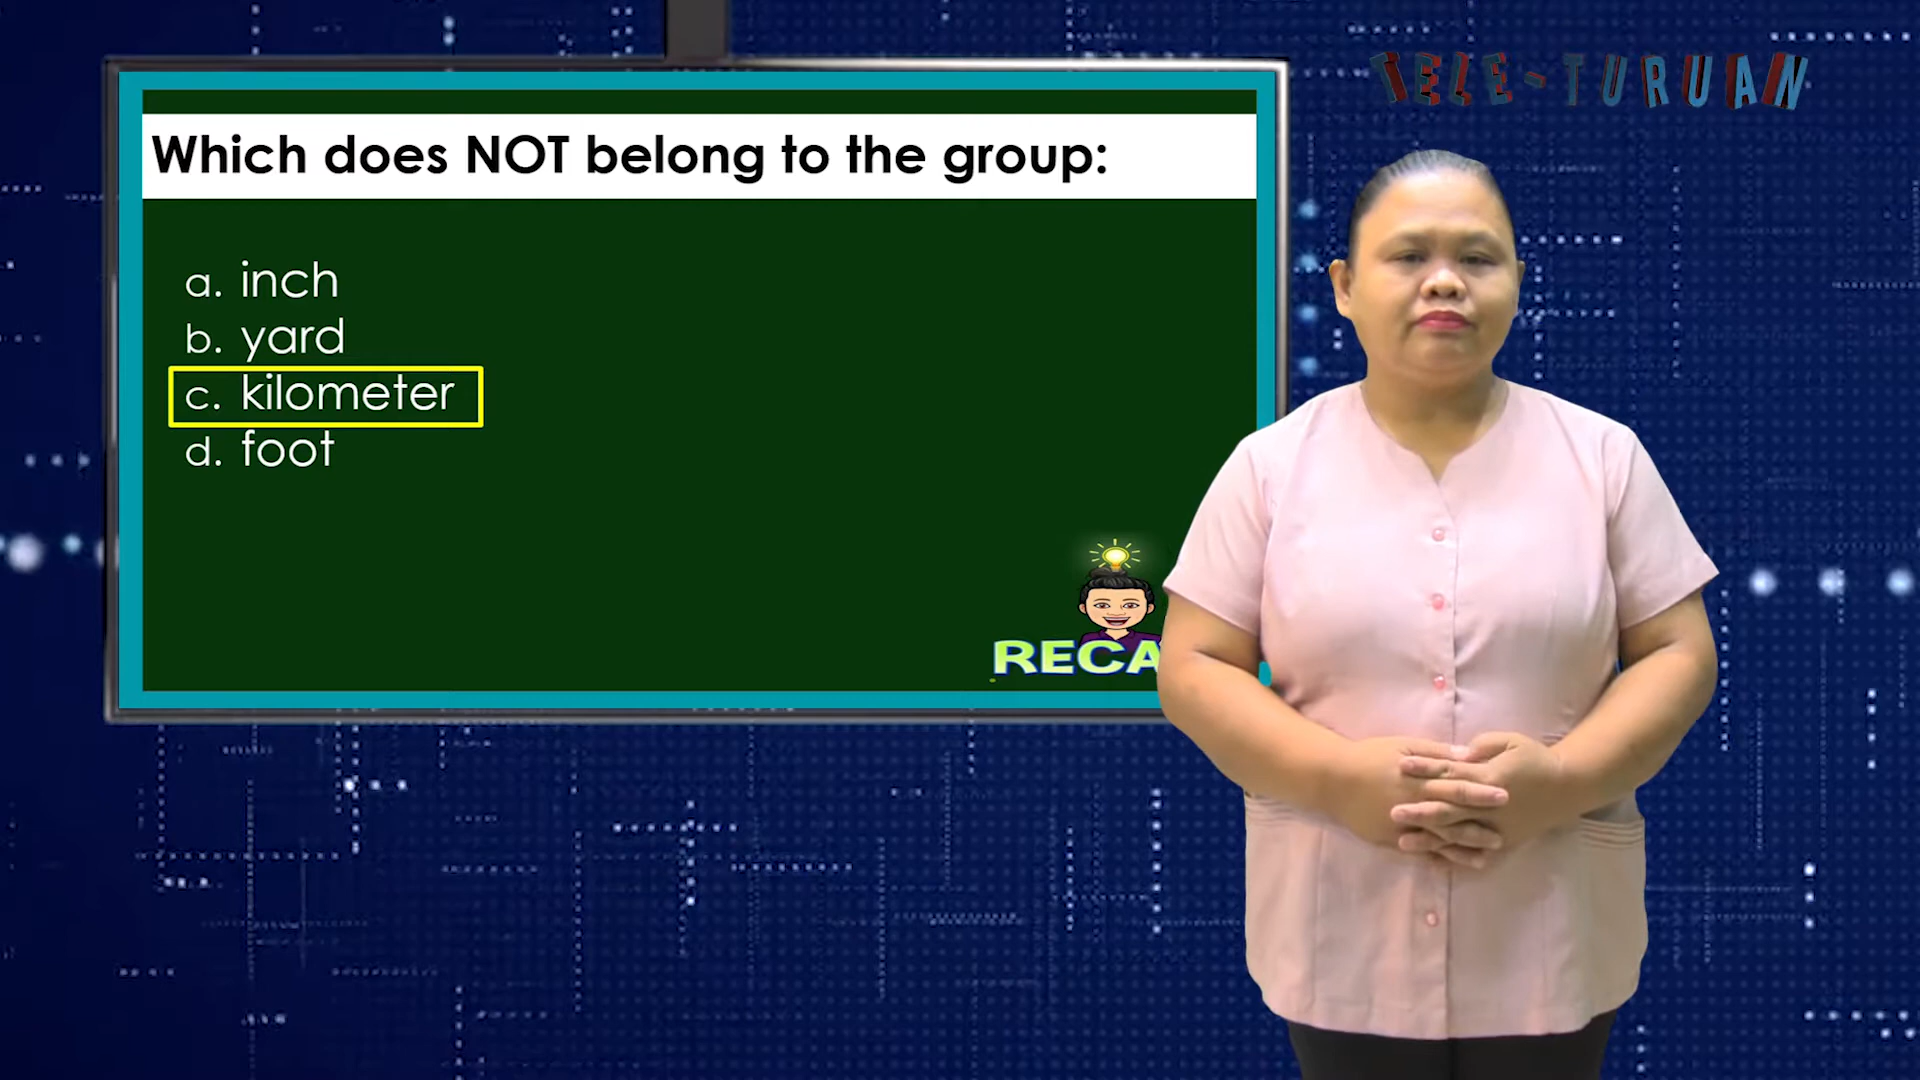 TELE-TURUAN
Which does NOT belong to the group:
a. inch
b. yard
c. kilometer
d. foot
RECA